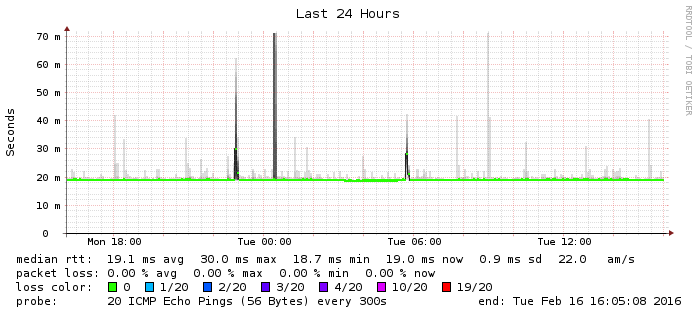 Last 24 Hours
RRDTOOL / TOBI OETIKER
Seconds
70 m
60 m
50 m
40 m
30 m
20 m
10 m
0
Mon 18:00 Tue 00:00 Tue 06:00 Tue 12:00
median rtt: 19.1 ms avg 30.0 ms max 18.7 ms min 19.0 ms now 0.9 ms sd 22.0 am/s
packet loss: 0.00 % avg 0.00 % max 0.00 % min 0.00 % now
loss color: 0 1/20 2/20 3/20 4/20 10/20 19/20
probe: 20 ICMP Echo Pings (56 Bytes) every 300s end: Tue Feb 16 16:05:08 2016